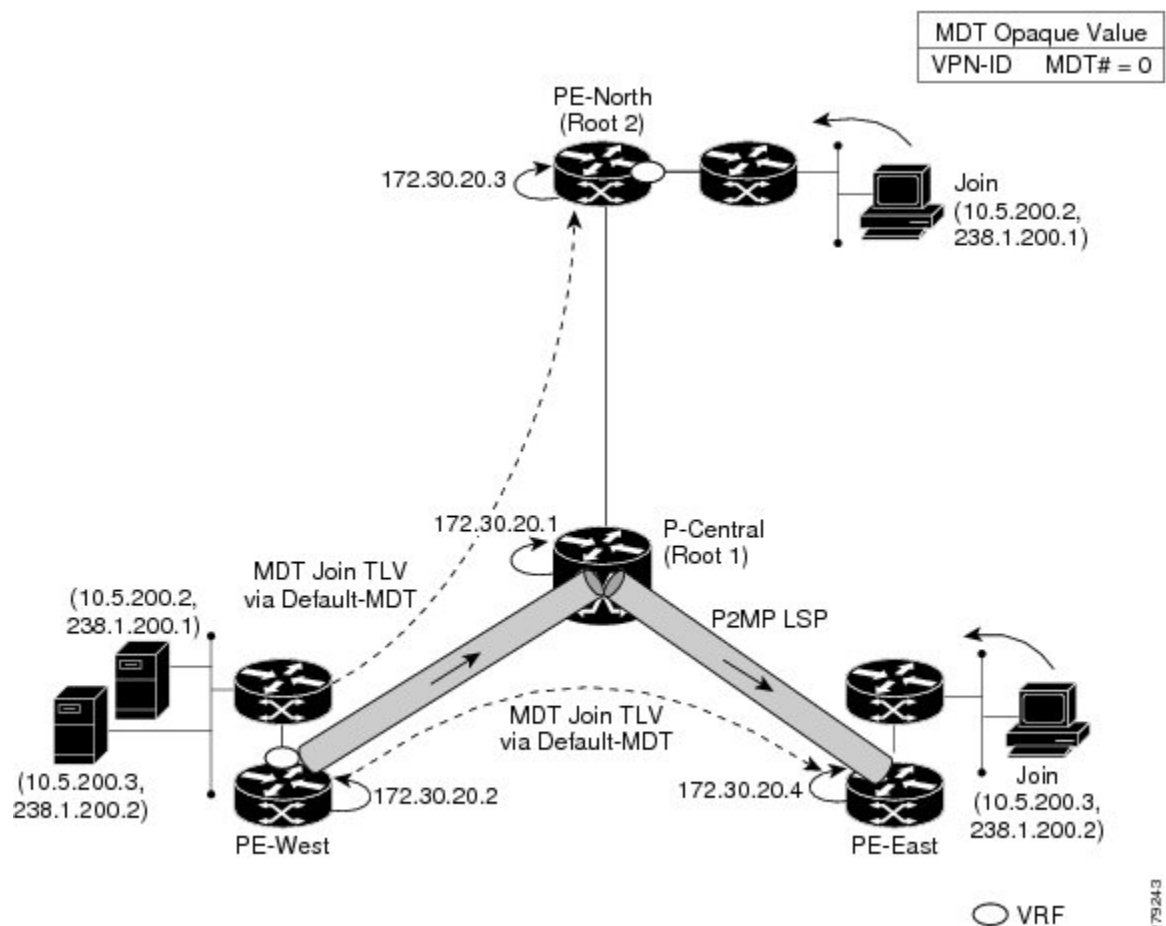 MDT Opaque Value
VPN-ID MDT# = 0
PE-North
(Root 2)
172.30.20.3
Join
(10.5.200.2,
238.1.200.1)
172.30.20.1
P-Central
(Root 1)
MDT Join TLV
via Default-MDT
(10.5.200.2,
238.1.200.1)
P2MP LSP
MDT Join TLV
via Default-MDT
(10.5.200.3,
238.1.200.2)
172.30.20.2
PE-West
172.30.20.4
PE-East
Join
(10.5.200.3,
238.1.200.2)
VRF